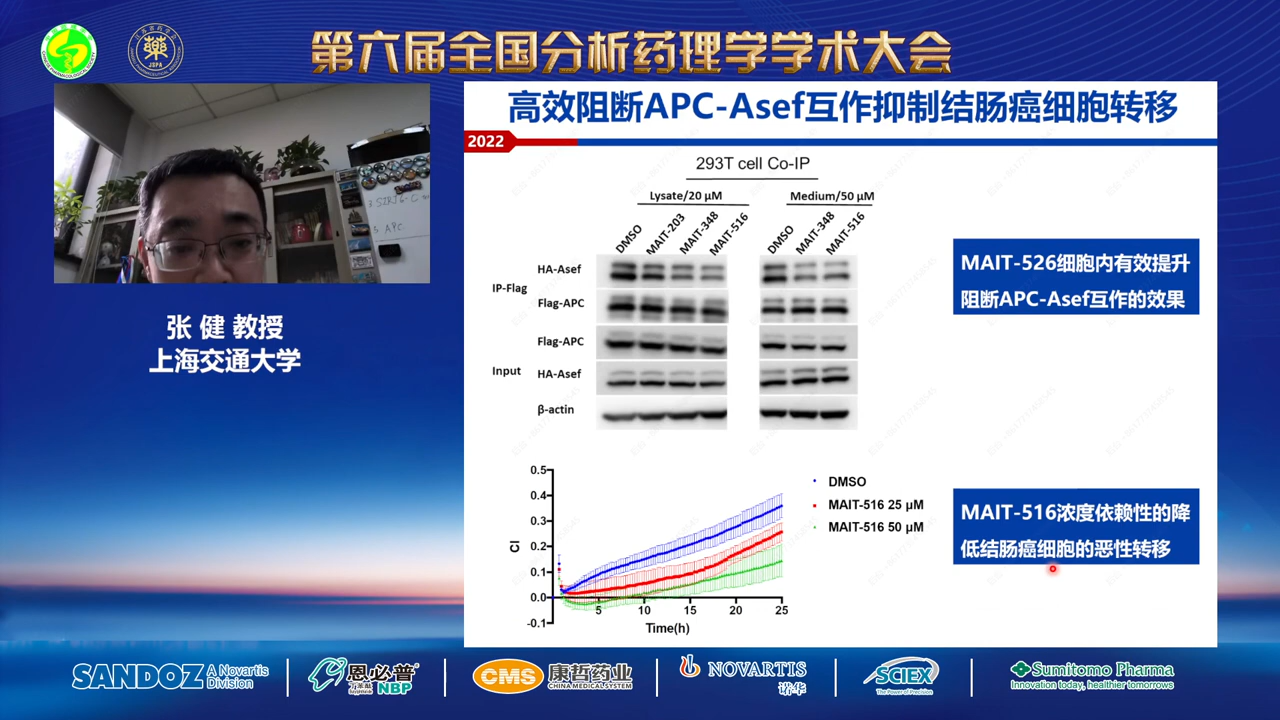 第六届全国分析药理学学术大会
JSPA
张 健 教授
上海交通大学
高效阻断APC-Asef互作抑制结肠癌细胞转移
2022
293T cell Co-IP
Lysate/20 μM
Medium/50 μM
DMSO
MAIT-203
MAIT-348
MAIT-516
DMSO
MAIT-348
MAIT-516
IP-Flag
HA-Asef
Flag-APC
Input
Flag-APC
HA-Asef
β-actin
MAIT-526细胞内有效提升
阻断APC-Asef互作的效果
CI
0.5
0.4
0.3
0.2
0.1
0.0
-0.1
5
10
15
20
25
Time(h)
DMSO
MAIT-516 25 μM
MAIT-516 50 μM
MAIT-516浓度依赖性的降
低结肠癌细胞的恶性转移
SANDOZ
A Novartis
Division
恩必普
NBP
CMS
康哲药业
CHINA MEDICAL SYSTEM
NOVARTIS
诺华
SCIEX
The Power of Precision
Sumitomo Pharma
Innovation today, healthier tomorrows